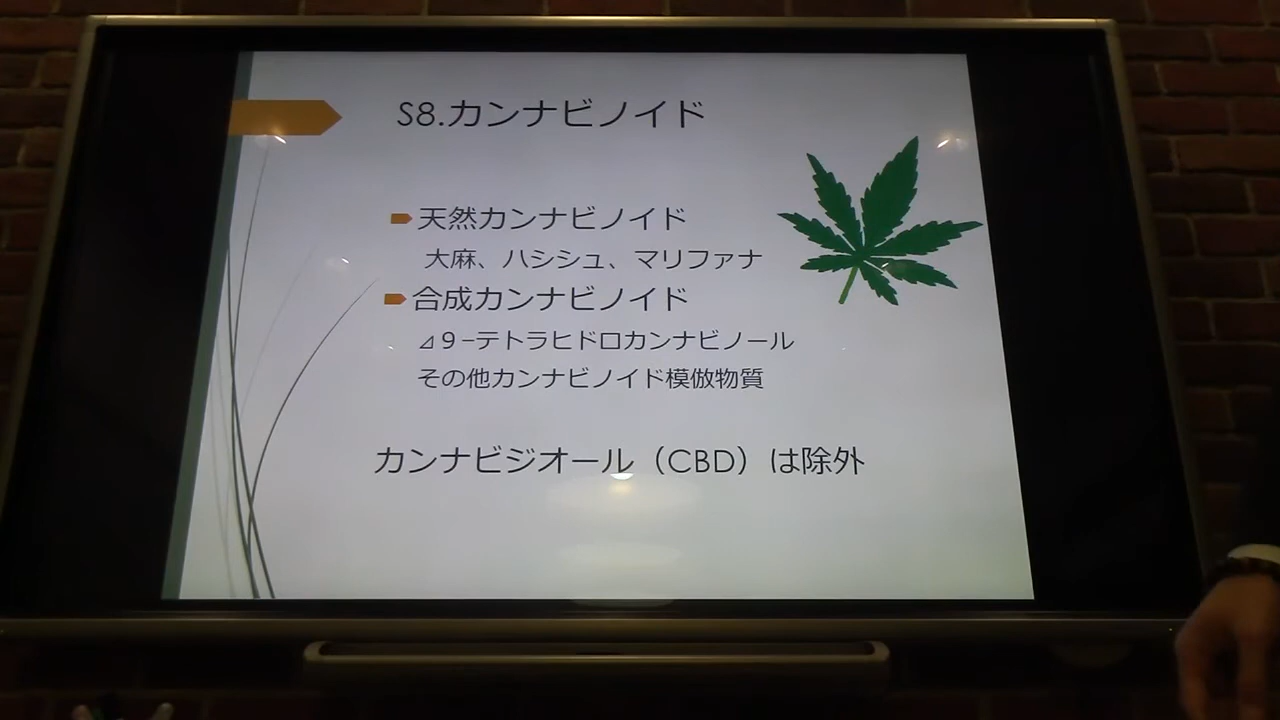 S8.カンナビノイド
天然カンナビノイド
大麻、ハシシュ、マリファナ
合成カンナビノイド
⊿９−テトラヒドロカンナビノール
その他カンナビノイド模倣物質
カンナビジオール（CBD）は除外